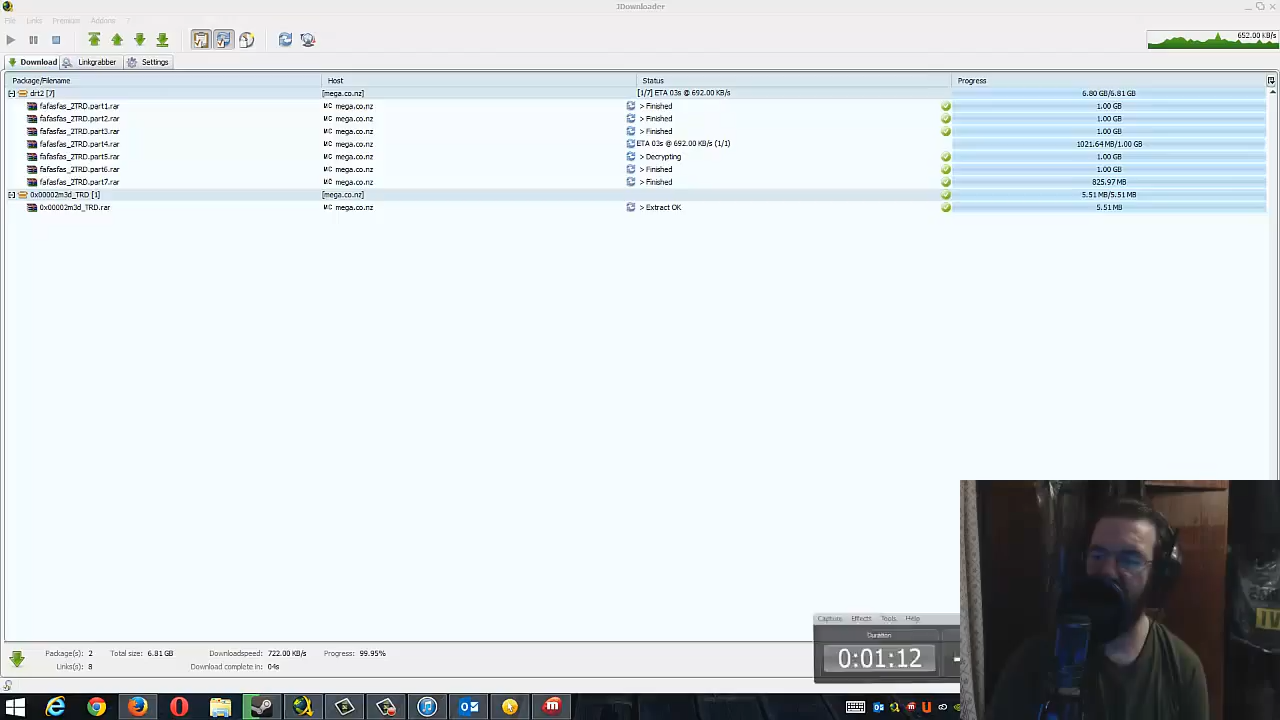 JDownloader
File Links Premium Addons ?
652.00 KB/s
Download Linkgrabber Settings
Package/Filename Host Status Progress
drt2 [7] [mega.co.nz] [1/7] ETA 03s @ 692.00 KB/s 6.80 GB/6.81 GB
fafasfas_2TRD.part1.rar mega.co.nz > Finished 1.00 GB
fafasfas_2TRD.part2.rar mega.co.nz > Finished 1.00 GB
fafasfas_2TRD.part3.rar mega.co.nz > Finished 1.00 GB
fafasfas_2TRD.part4.rar mega.co.nz ETA 03s @ 692.00 KB/s (1/1) 1021.64 MB/1.00 GB
fafasfas_2TRD.part5.rar mega.co.nz > Decrypting 1.00 GB
fafasfas_2TRD.part6.rar mega.co.nz > Finished 1.00 GB
fafasfas_2TRD.part7.rar mega.co.nz > Finished 825.97 MB
0x00002m3d_TRD [1] [mega.co.nz] 5.51 MB/5.51 MB
0x00002m3d_TRD.rar mega.co.nz > Extract OK 5.51 MB
Capture Effects Tools Help
Duration
0:01:12
Package(s): 2 Total size: 6.81 GB Downloadspeed: 722.00 KB/s Progress: 99.95%
Links(s): 8 Download complete in: 04s